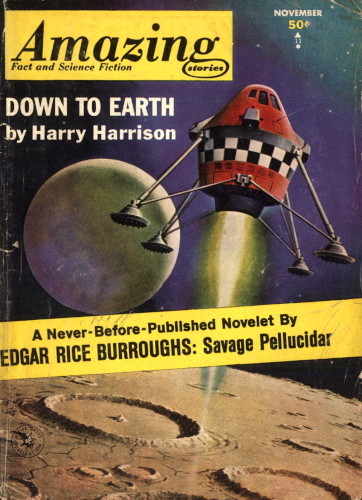 NOVEMBER
50¢
11
Amazing
Fact and Science Fiction
stories
DOWN TO EARTH
by Harry Harrison
A Never-Before-Published Novelet By
EDGAR RICE BURROUGHS: Savage Pellucidar